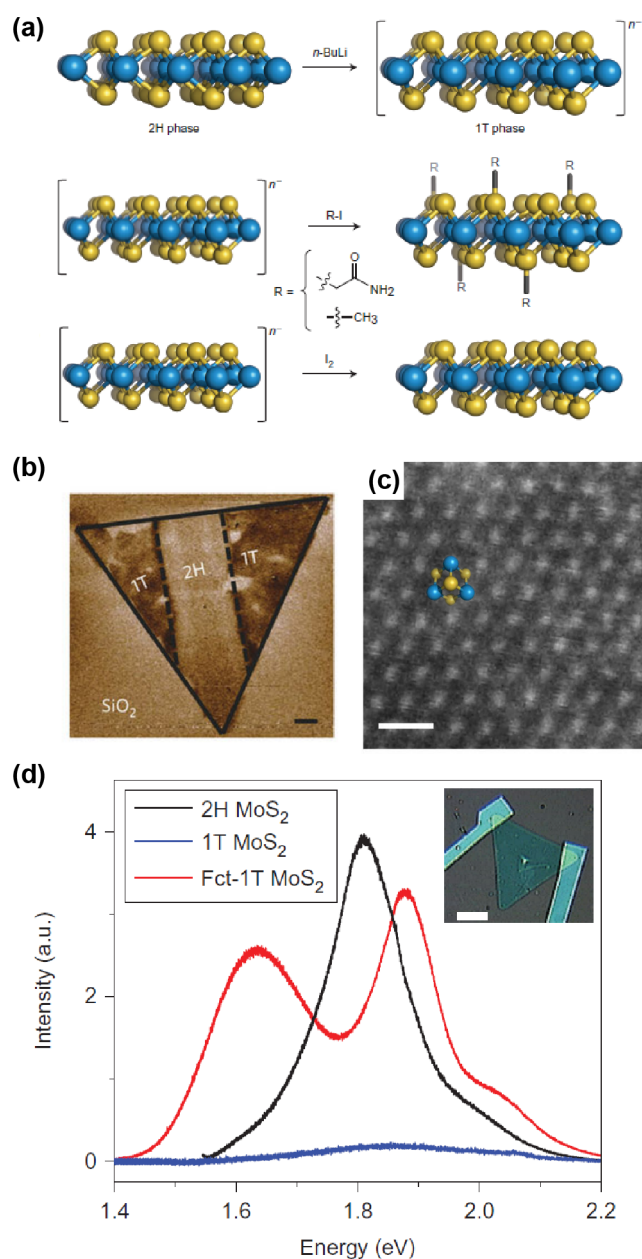 (a)
n-BuLi
n−
2H phase
1T phase
R R R
n−
R-I
R R
R =
O
NH2
CH3
n−
I2
(b)
(c)
1T
2H
1T
SiO2
(d)
2H MoS2
1T MoS2
Fct-1T MoS2
4
2
0
Intensity (a.u.)
1.4 1.6 1.8 2.0 2.2
Energy (eV)